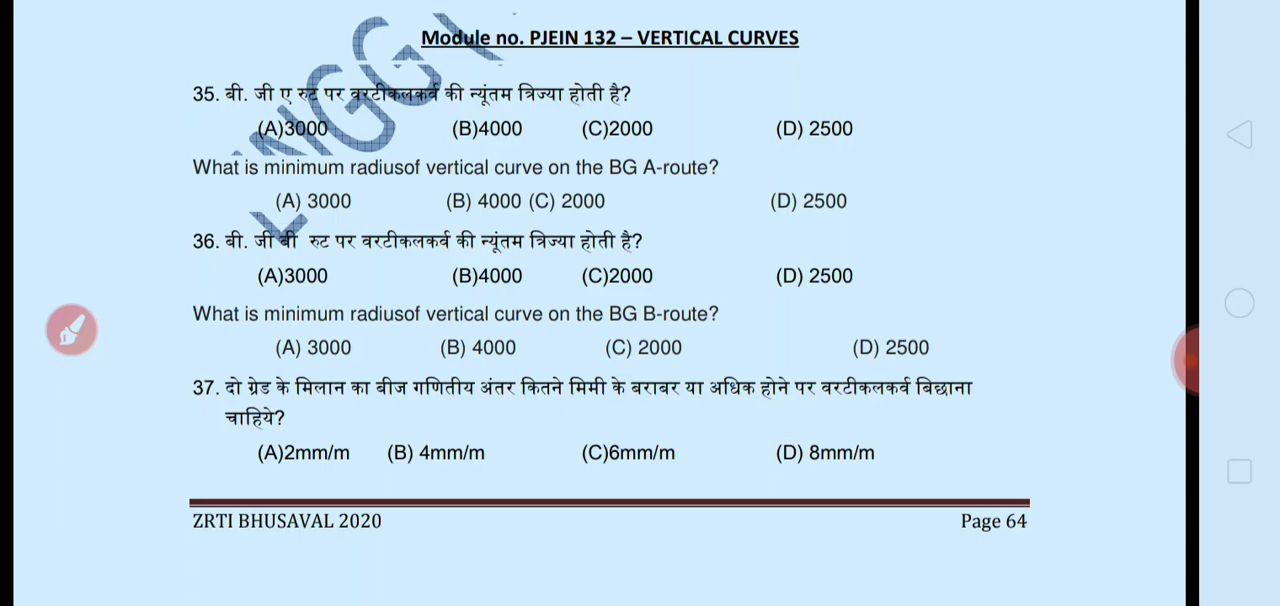 Module no. PJEIN 132 – VERTICAL CURVES
35. बी. जी ए रुट पर वरटीकलकर्व की न्यूंतम त्रिज्या होती है?
(A)3000 (B)4000 (C)2000 (D) 2500
What is minimum radiusof vertical curve on the BG A-route?
(A) 3000 (B) 4000 (C) 2000 (D) 2500
36. बी. जी बी रुट पर वरटीकलकर्व की न्यूंतम त्रिज्या होती है?
(A)3000 (B)4000 (C)2000 (D) 2500
What is minimum radiusof vertical curve on the BG B-route?
(A) 3000 (B) 4000 (C) 2000 (D) 2500
37. दो ग्रेड के मिलान का बीज गणितीय अंतर कितने मिमी के बराबर या अधिक होने पर वरटीकलकर्व बिछाना
चाहिये?
(A)2mm/m (B) 4mm/m (C)6mm/m (D) 8mm/m
ZRTI BHUSAVAL 2020 Page 64